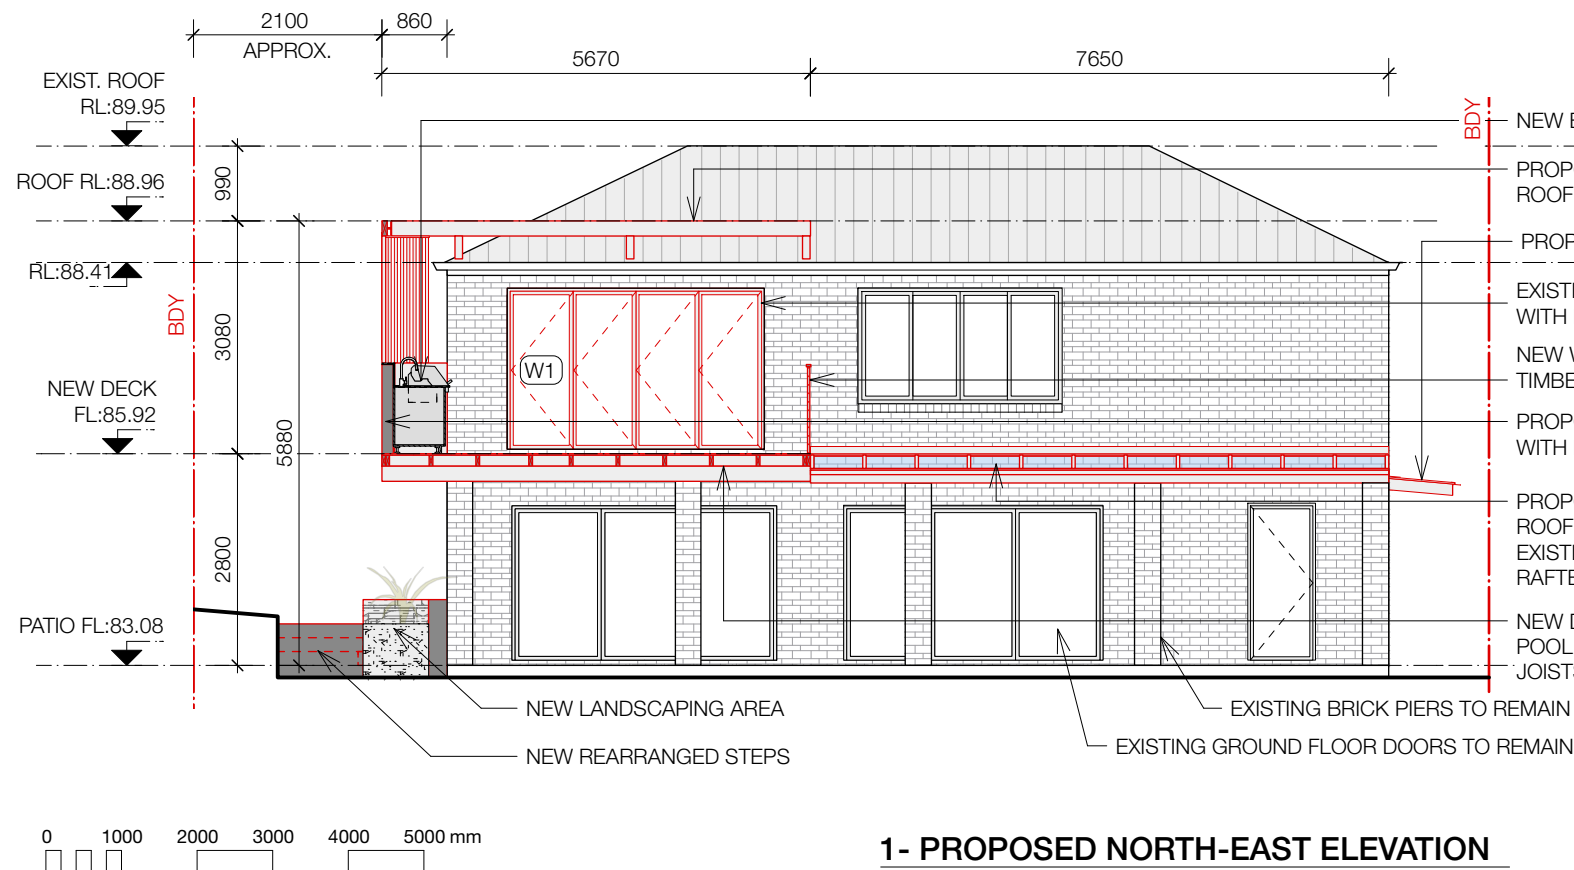 2100
APPROX.
860
5670
7650
EXIST. ROOF
RL:89.95
ROOF RL:88.96
RL:88.41
NEW DECK
FL:85.92
PATIO FL:83.08
990
3080
2800
5880
BDY
BDY
W1
NEW
PROP
ROOF
PROP
EXIST
WITH
NEW
TIMBE
PROP
WITH
PROP
ROOF
EXIST
RAFTE
NEW
POOL
JOIST
NEW LANDSCAPING AREA
NEW REARRANGED STEPS
EXISTING BRICK PIERS TO REMAIN
EXISTING GROUND FLOOR DOORS TO REMAIN
0 1000 2000 3000 4000 5000 mm
1- PROPOSED NORTH-EAST ELEVATION